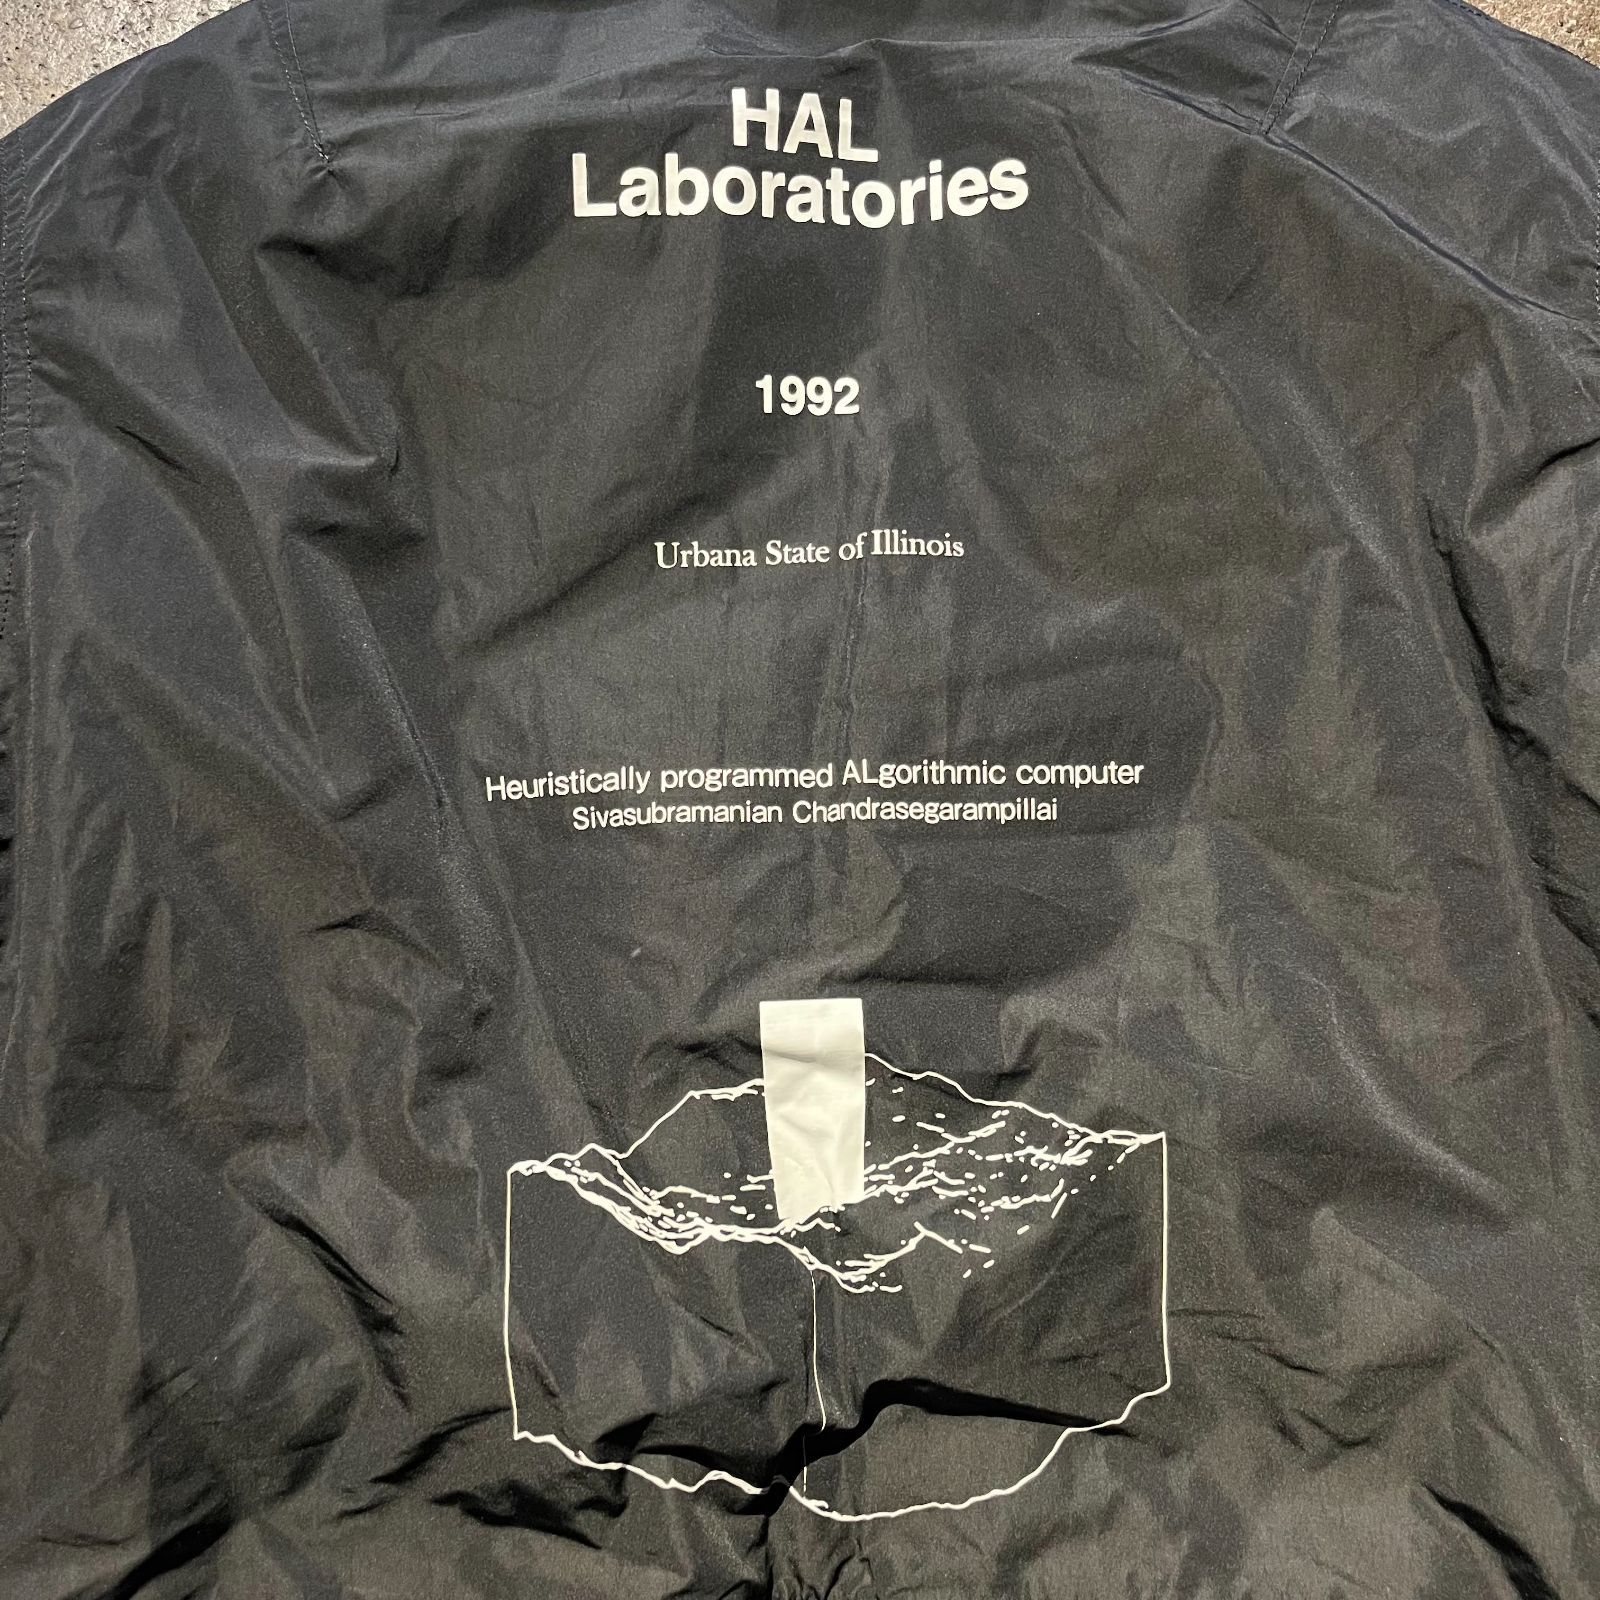 HAL
Laboratories
1992
Urbana State of Illinois
Heuristically programmed ALgorithmic computer
Sivasubramanian Chandrasegarampillai